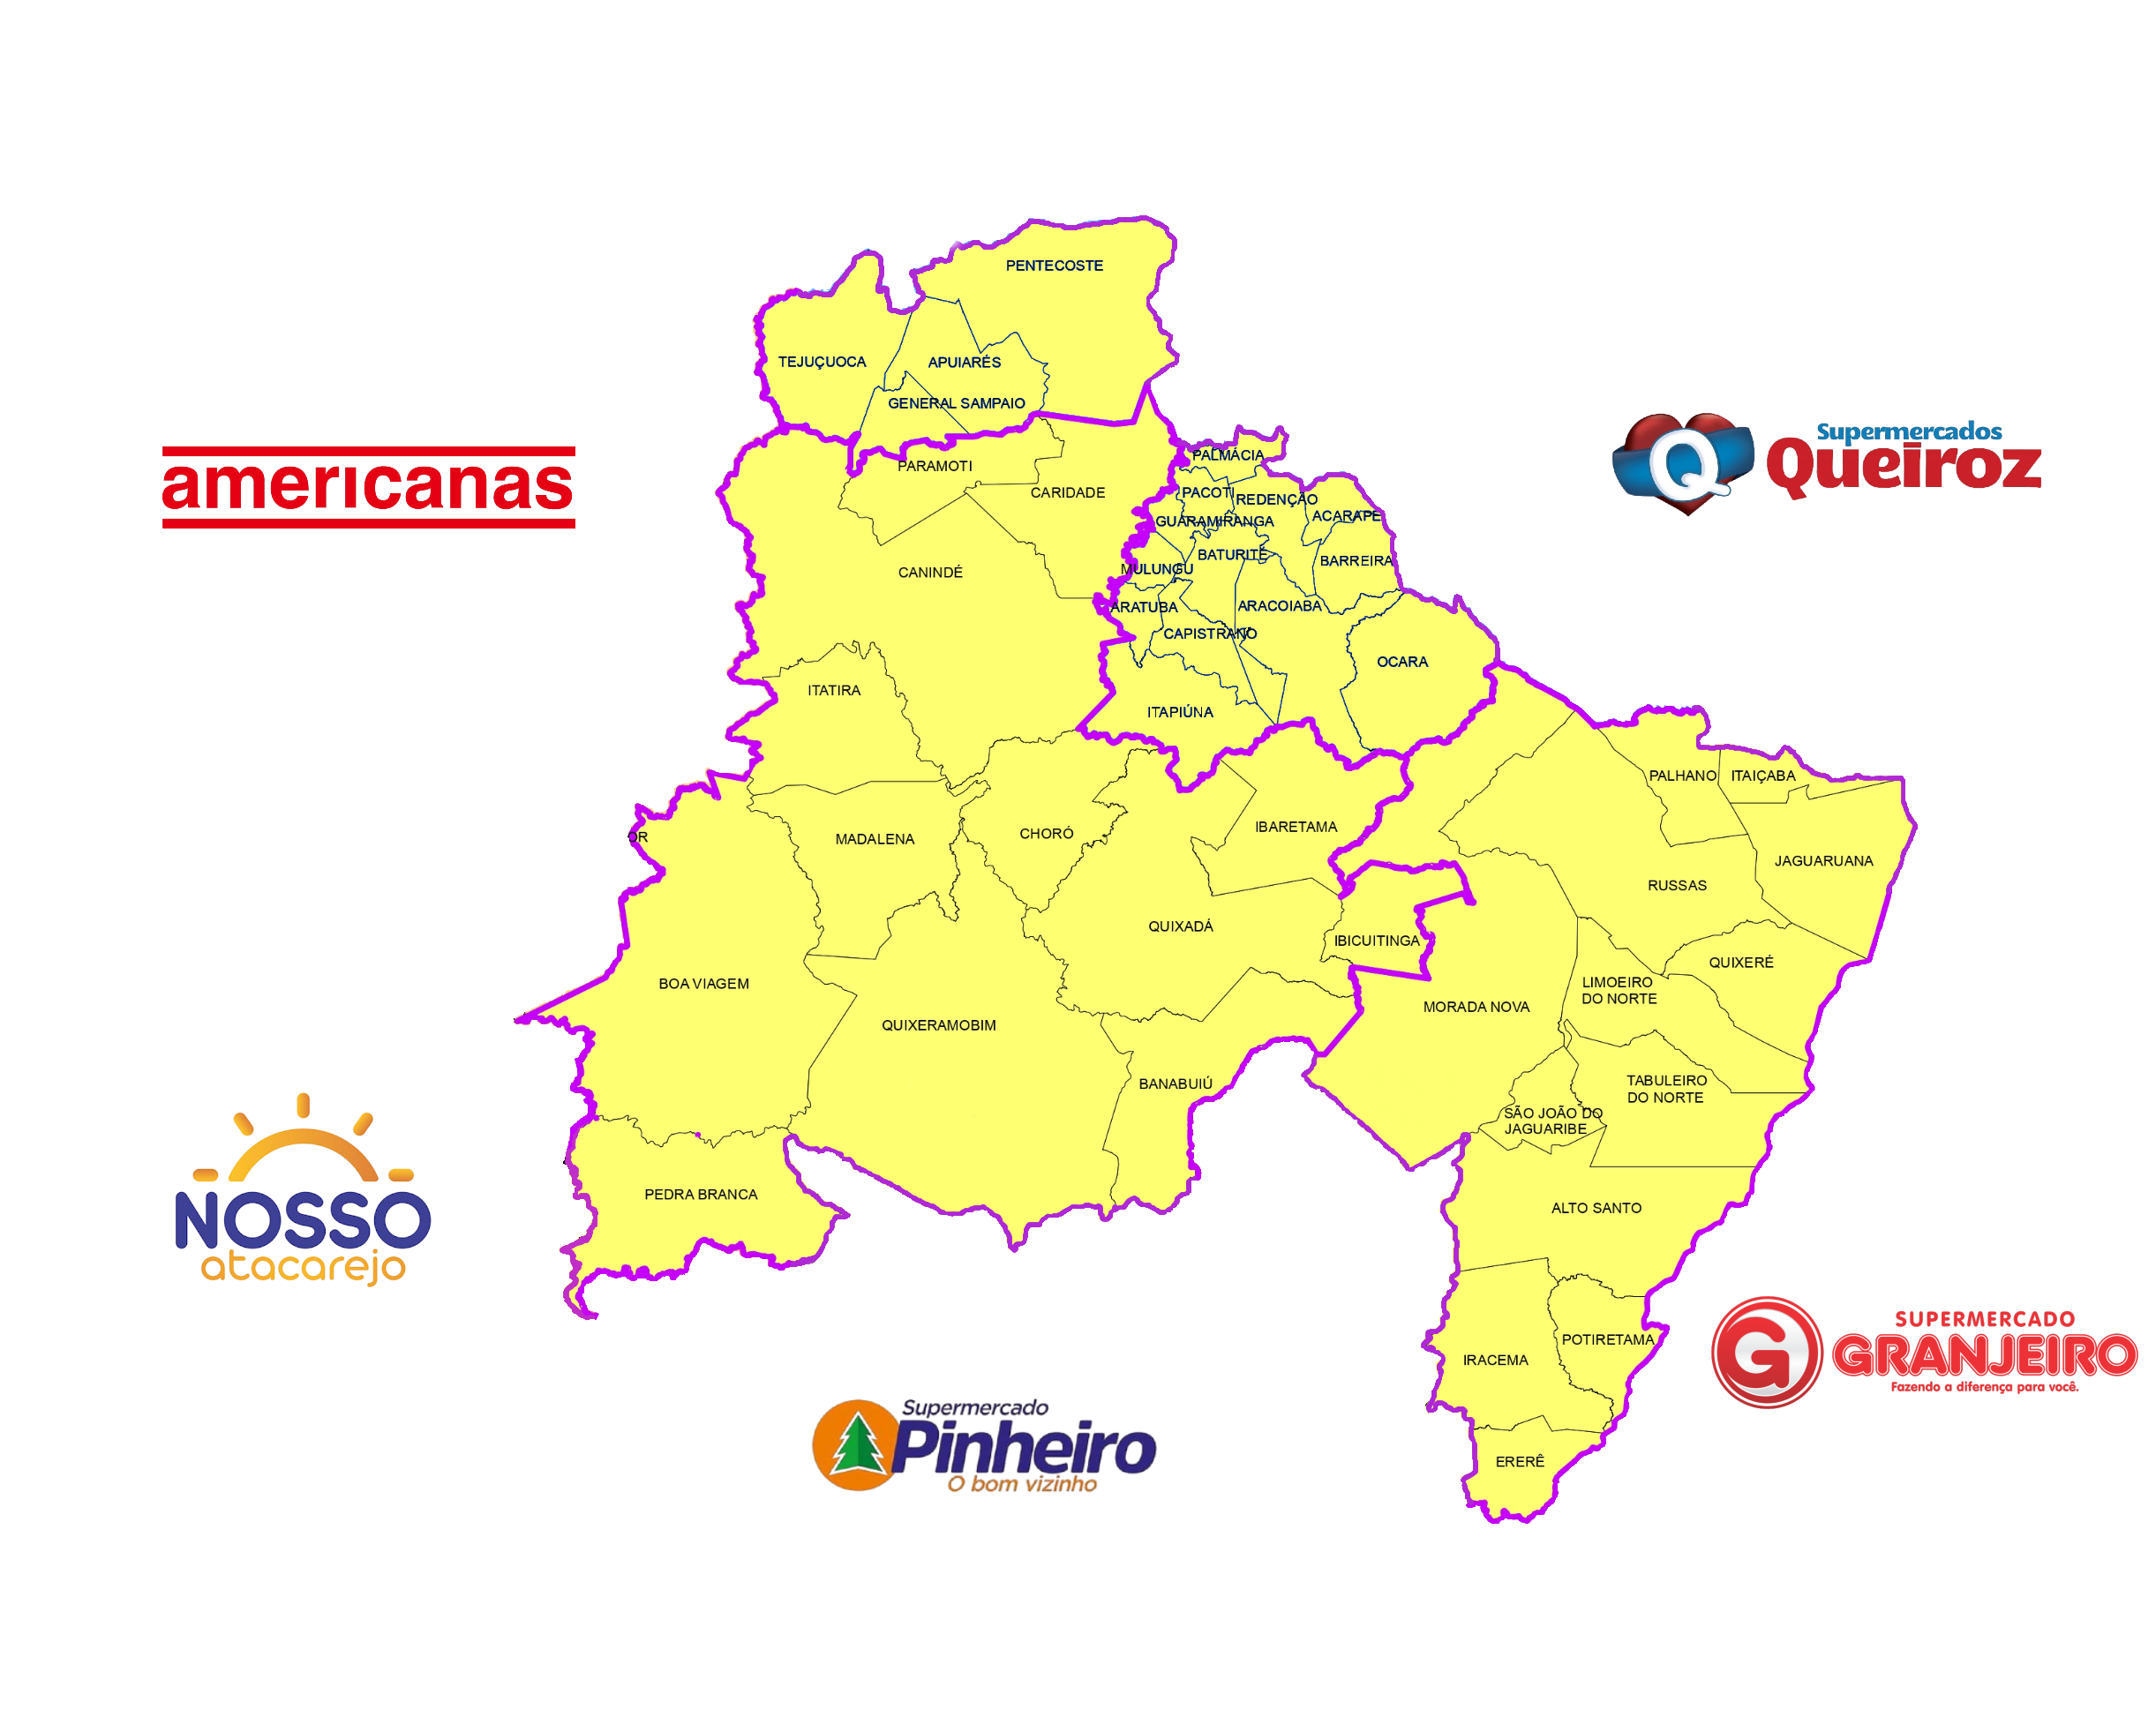 PENTECOSTE
TEJUÇUOCA
APUIARÉS
GENERAL SAMPAIO
americanas
Supermercados
Queiroz
PALMÁCIA
PARAMOTI
CARIDADE
PACOTI
REDENÇÃO
GUARAMIRANGA
ACARAPE
BATURITÉ
BARREIRA
CANINDÉ
MULUNGU
ARATUBA
ARACOIABA
CAPISTRANO
OCARA
ITATIRA
ITAPIÚNA
PALHANO
ITAIÇABA
OR
MADALENA
CHORÓ
IBARETAMA
JAGUARUANA
RUSSAS
QUIXADÁ
IBICUITINGA
QUIXERÉ
BOA VIAGEM
LIMOEIRO
DO NORTE
MORADA NOVA
QUIXERAMOBIM
BANABUIÚ
TABULEIRO
DO NORTE
SÃO JOÃO DO
JAGUARIBE
PEDRA BRANCA
ALTO SANTO
NOSSO
atacarejo
POTIRETAMA
IRACEMA
SUPERMERCADO
G GRANJEIRO
Fazendo a diferença para você.
Supermercado
Pinheiro
O bom vizinho
ERERÊ